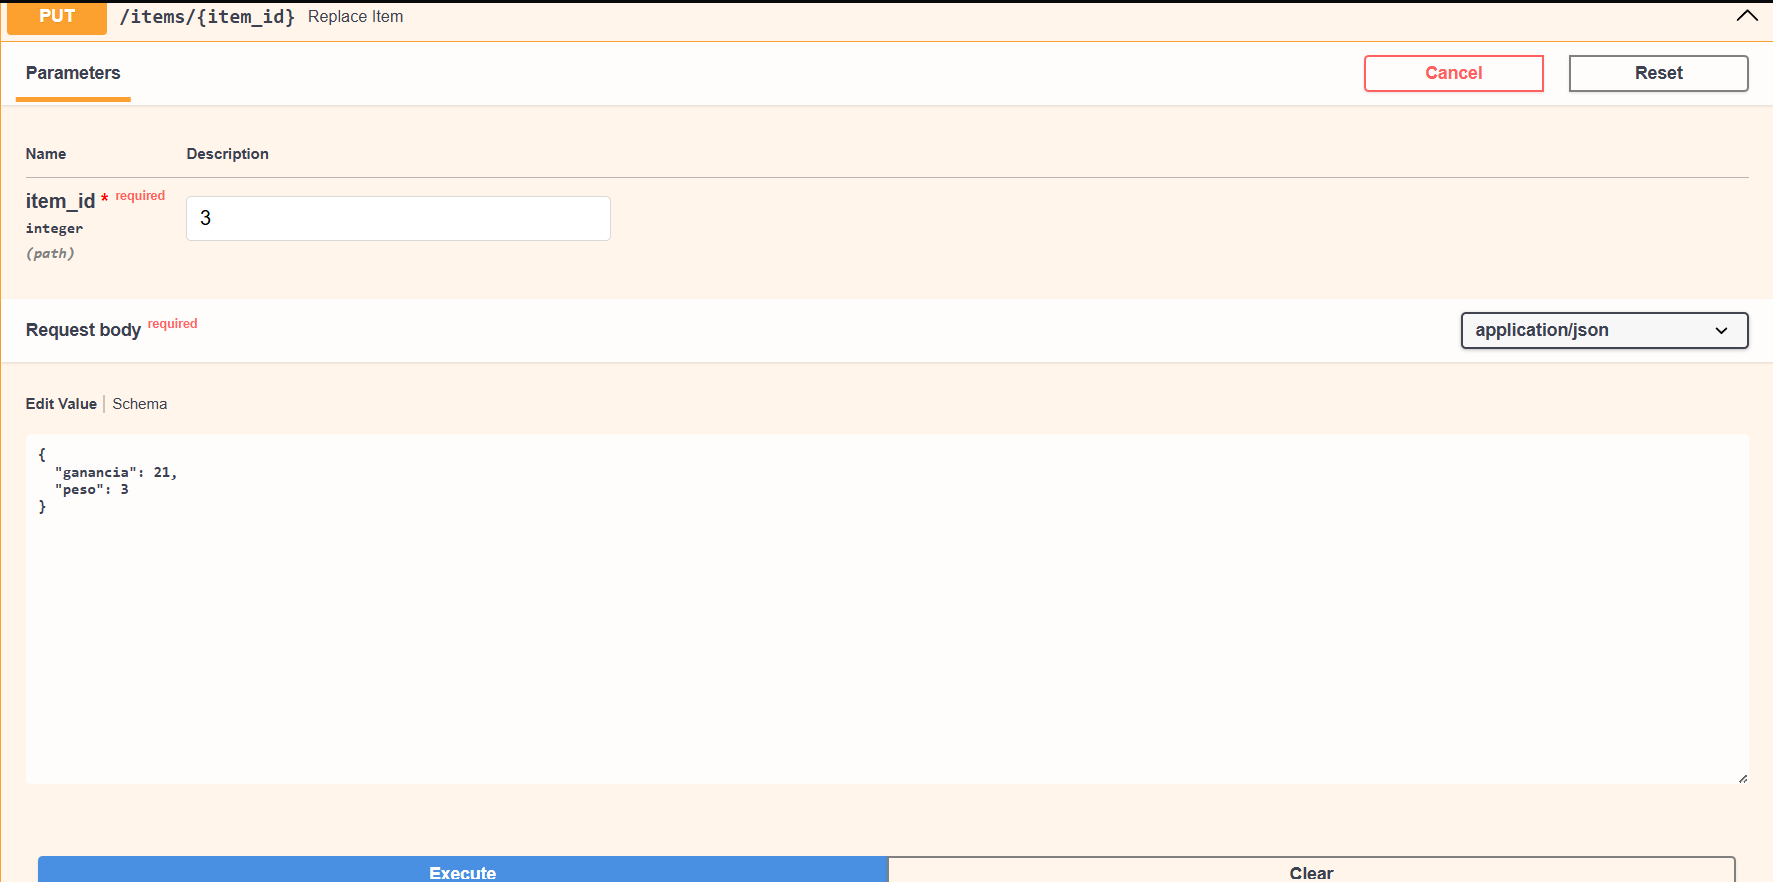 PUT /items/{item_id} Replace Item
Parameters
Cancel
Reset
Name Description
item_id * required
integer
(path)
3
Request body required
application/json
Edit Value | Schema
{
  "ganancia": 21,
  "peso": 3
}
Execute
Clear